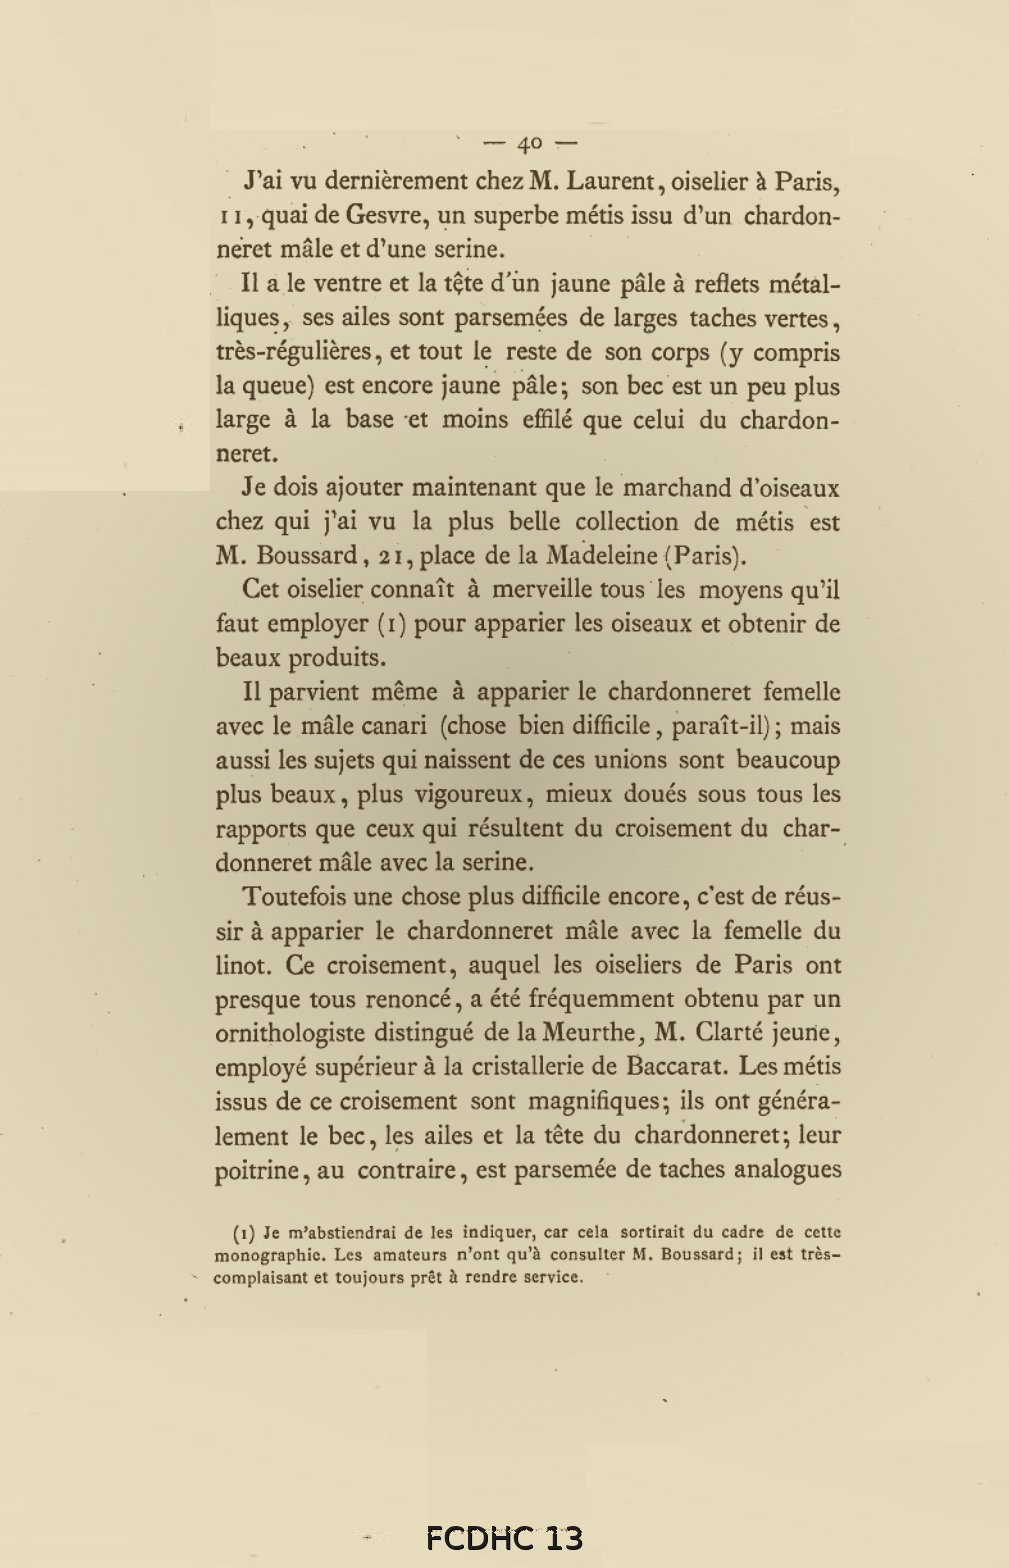 — 40 —
J'ai vu dernièrement chez M. Laurent, oiselier à Paris,
11, quai de Gesvre, un superbe métis issu d'un chardon-
neret mâle et d'une serine.
Il a le ventre et la tête d'un jaune pâle à reflets métal-
liques, ses ailes sont parsemées de larges taches vertes,
très-régulières, et tout le reste de son corps (y compris
la queue) est encore jaune pâle; son bec est un peu plus
large à la base et moins effilé que celui du chardon-
neret.
Je dois ajouter maintenant que le marchand d'oiseaux
chez qui j'ai vu la plus belle collection de métis est
M. Boussard, 21, place de la Madeleine (Paris).
Cet oiselier connaît à merveille tous les moyens qu'il
faut employer (1) pour apparier les oiseaux et obtenir de
beaux produits.
Il parvient même à apparier le chardonneret femelle
avec le mâle canari (chose bien difficile, paraît-il); mais
aussi les sujets qui naissent de ces unions sont beaucoup
plus beaux, plus vigoureux, mieux doués sous tous les
rapports que ceux qui résultent du croisement du char-
donneret mâle avec la serine.
Toutefois une chose plus difficile encore, c'est de réus-
sir à apparier le chardonneret mâle avec la femelle du
linot. Ce croisement, auquel les oiseliers de Paris ont
presque tous renoncé, a été fréquemment obtenu par un
ornithologiste distingué de la Meurthe, M. Clarté jeune,
employé supérieur à la cristallerie de Baccarat. Les métis
issus de ce croisement sont magnifiques; ils ont généra-
lement le bec, les ailes et la tête du chardonneret; leur
poitrine, au contraire, est parsemée de taches analogues
(1) Je m'abstiendrai de les indiquer, car cela sortirait du cadre de cette
monographie. Les amateurs n'ont qu'à consulter M. Boussard; il est très-
complaisant et toujours prêt à rendre service.
FCDHC 13